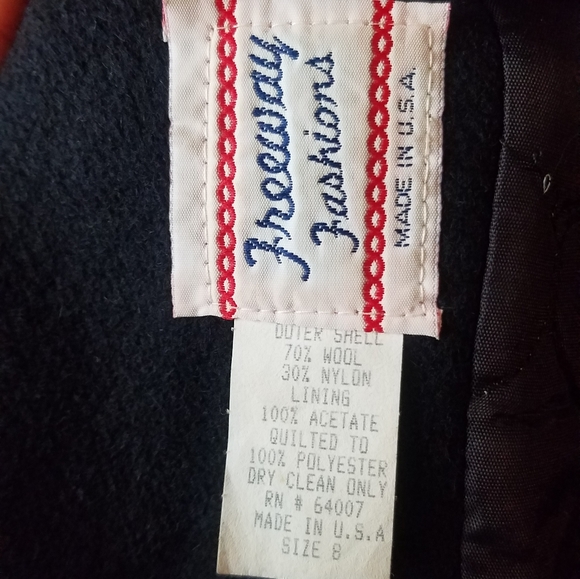 Freeway
Fashions
MADE IN U.S.A.
OUTER SHELL
70% WOOL
30% NYLON
LINING
100% ACETATE
QUILTED TO
100% POLYESTER
DRY CLEAN ONLY
RN # 64007
MADE IN U.S.A
SIZE 8